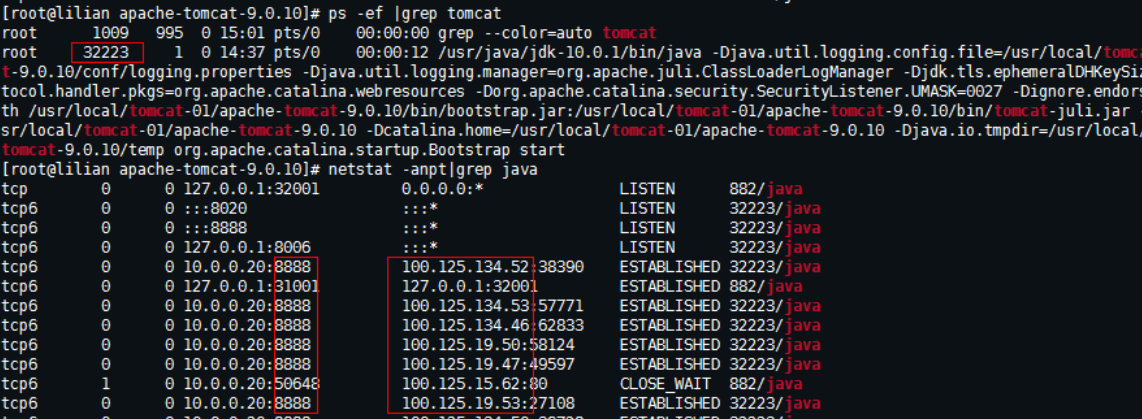 [root@lilian apache-tomcat-9.0.10]# ps -ef |grep tomcat
root 1009 995 0 15:01 pts/0 00:00:00 grep --color=auto tomcat
root 32223 1 0 14:37 pts/0 00:00:12 /usr/java/jdk-10.0.1/bin/java -Djava.util.logging.config.file=/usr/local/tomc
t-9.0.10/conf/logging.properties -Djava.util.logging.manager=org.apache.juli.ClassLoaderLogManager -Djdk.tls.ephemeralDHKeySiz
tocol.handler.pkgs=org.apache.catalina.webresources -Dorg.apache.catalina.security.SecurityListener.UMASK=0027 -Dignore.endors
th /usr/local/tomcat-01/apache-tomcat-9.0.10/bin/bootstrap.jar:/usr/local/tomcat-01/apache-tomcat-9.0.10/bin/tomcat-juli.jar -
sr/local/tomcat-01/apache-tomcat-9.0.10 -Dcatalina.home=/usr/local/tomcat-01/apache-tomcat-9.0.10 -Djava.io.tmpdir=/usr/local/
tomcat-9.0.10/temp org.apache.catalina.startup.Bootstrap start
[root@lilian apache-tomcat-9.0.10]# netstat -anpt|grep java
tcp 0 0 127.0.0.1:32001 0.0.0.0:* LISTEN 882/java
tcp6 0 0 :::8020 :::* LISTEN 32223/java
tcp6 0 0 :::8888 :::* LISTEN 32223/java
tcp6 0 0 127.0.0.1:8006 :::* LISTEN 32223/java
tcp6 0 0 10.0.0.20:8888 100.125.134.52:38390 ESTABLISHED 32223/java
tcp6 0 0 127.0.0.1:31001 127.0.0.1:32001 ESTABLISHED 882/java
tcp6 0 0 10.0.0.20:8888 100.125.134.53:57771 ESTABLISHED 32223/java
tcp6 0 0 10.0.0.20:8888 100.125.134.46:62833 ESTABLISHED 32223/java
tcp6 0 0 10.0.0.20:8888 100.125.19.50:58124 ESTABLISHED 32223/java
tcp6 0 0 10.0.0.20:8888 100.125.19.47:49597 ESTABLISHED 32223/java
tcp6 1 0 10.0.0.20:50648 100.125.15.62:80 CLOSE_WAIT 882/java
tcp6 0 0 10.0.0.20:8888 100.125.19.53:27108 ESTABLISHED 32223/java